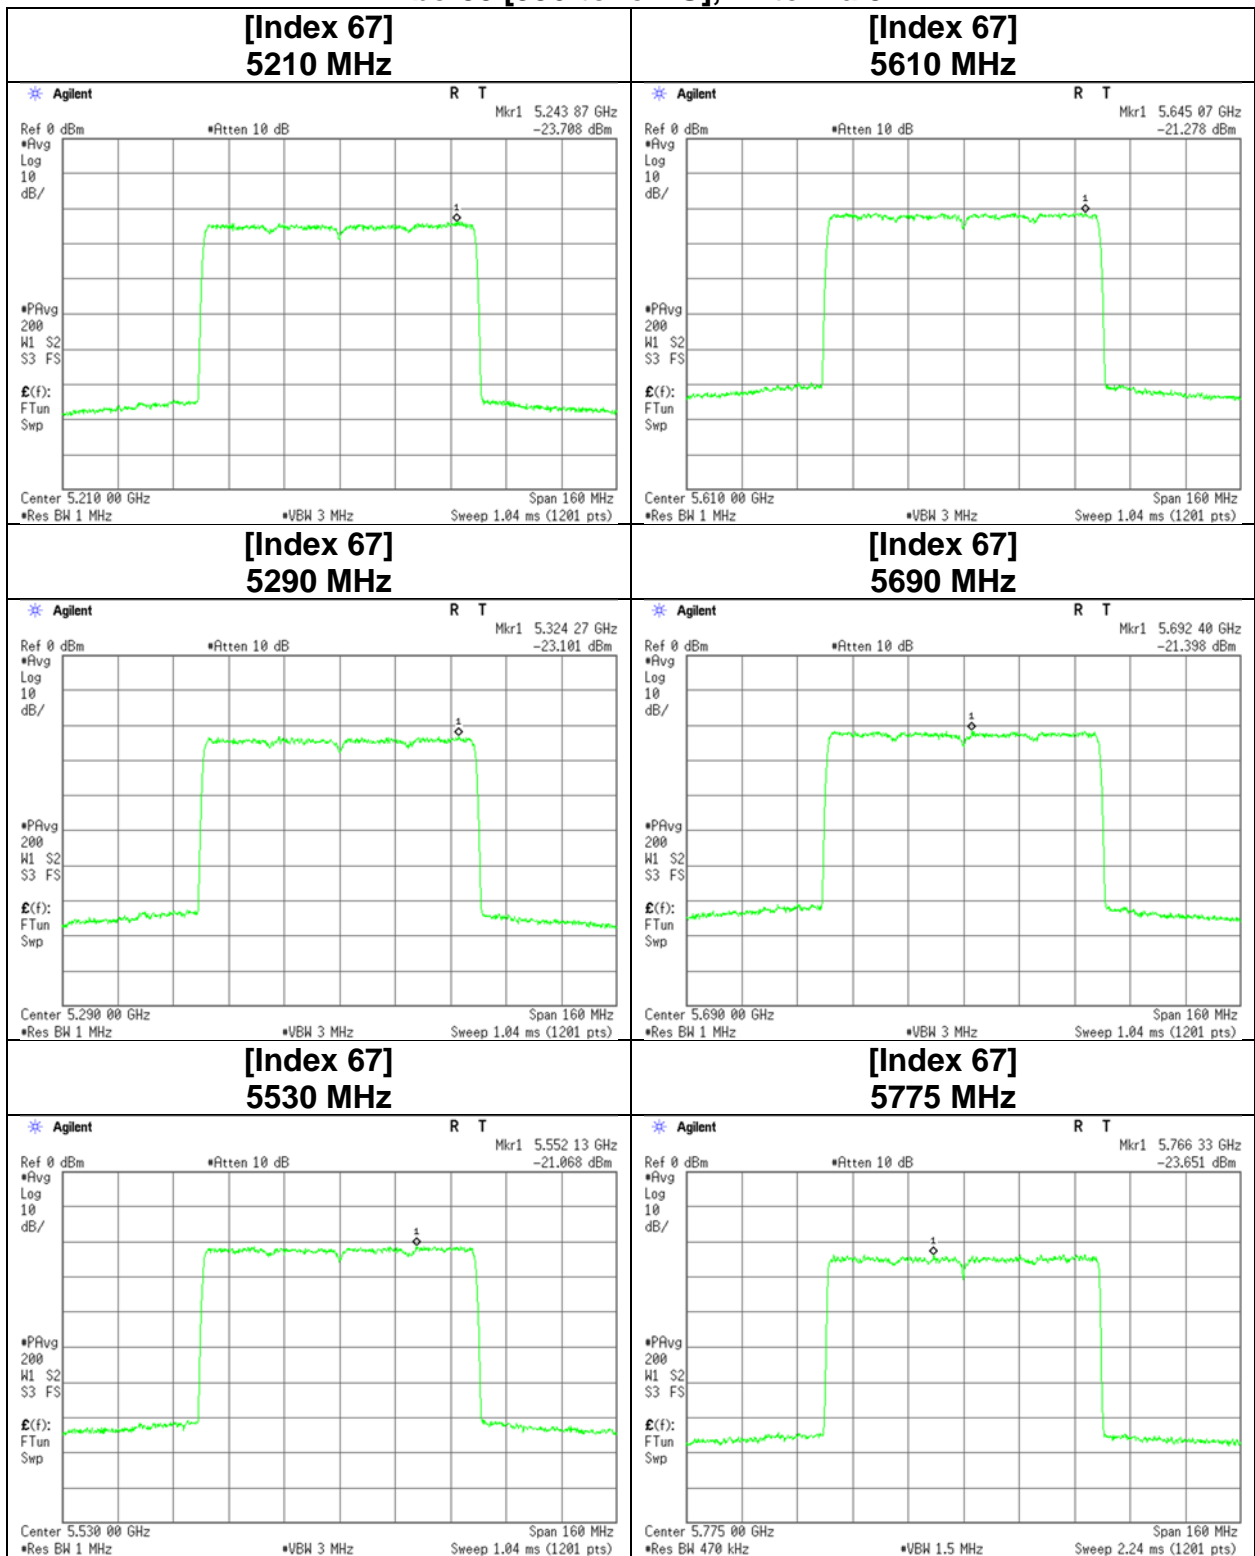 [Index 67]
5210 MHz
Agilent
R T
Mkr1 5.243 87 GHz
Ref 0 dBm
#Atten 10 dB
-23.708 dBm
#Avg
Log
10
dB/
1
#PAvg
200
W1 S2
S3 FS
£(f):
FTun
Swp
Center 5.210 00 GHz
Span 160 MHz
#Res BW 1 MHz
#VBW 3 MHz
Sweep 1.04 ms (1201 pts)
[Index 67]
5610 MHz
Agilent
R T
Mkr1 5.645 07 GHz
Ref 0 dBm
#Atten 10 dB
-21.278 dBm
#Avg
Log
10
dB/
1
#PAvg
200
W1 S2
S3 FS
£(f):
FTun
Swp
Center 5.610 00 GHz
Span 160 MHz
#Res BW 1 MHz
#VBW 3 MHz
Sweep 1.04 ms (1201 pts)
[Index 67]
5290 MHz
Agilent
R T
Mkr1 5.324 27 GHz
Ref 0 dBm
#Atten 10 dB
-23.101 dBm
#Avg
Log
10
dB/
1
#PAvg
200
W1 S2
S3 FS
£(f):
FTun
Swp
Center 5.290 00 GHz
Span 160 MHz
#Res BW 1 MHz
#VBW 3 MHz
Sweep 1.04 ms (1201 pts)
[Index 67]
5690 MHz
Agilent
R T
Mkr1 5.692 40 GHz
Ref 0 dBm
#Atten 10 dB
-21.398 dBm
#Avg
Log
10
dB/
1
#PAvg
200
W1 S2
S3 FS
£(f):
FTun
Swp
Center 5.690 00 GHz
Span 160 MHz
#Res BW 1 MHz
#VBW 3 MHz
Sweep 1.04 ms (1201 pts)
[Index 67]
5530 MHz
Agilent
R T
Mkr1 5.552 13 GHz
Ref 0 dBm
#Atten 10 dB
-21.068 dBm
#Avg
Log
10
dB/
1
#PAvg
200
W1 S2
S3 FS
£(f):
FTun
Swp
Center 5.530 00 GHz
Span 160 MHz
#Res BW 1 MHz
#VBW 3 MHz
Sweep 1.04 ms (1201 pts)
[Index 67]
5775 MHz
Agilent
R T
Mkr1 5.766 33 GHz
Ref 0 dBm
#Atten 10 dB
-23.651 dBm
#Avg
Log
10
dB/
1
#PAvg
200
W1 S2
S3 FS
£(f):
FTun
Swp
Center 5.775 00 GHz
Span 160 MHz
#Res BW 470 kHz
#VBW 1.5 MHz
Sweep 2.24 ms (1201 pts)